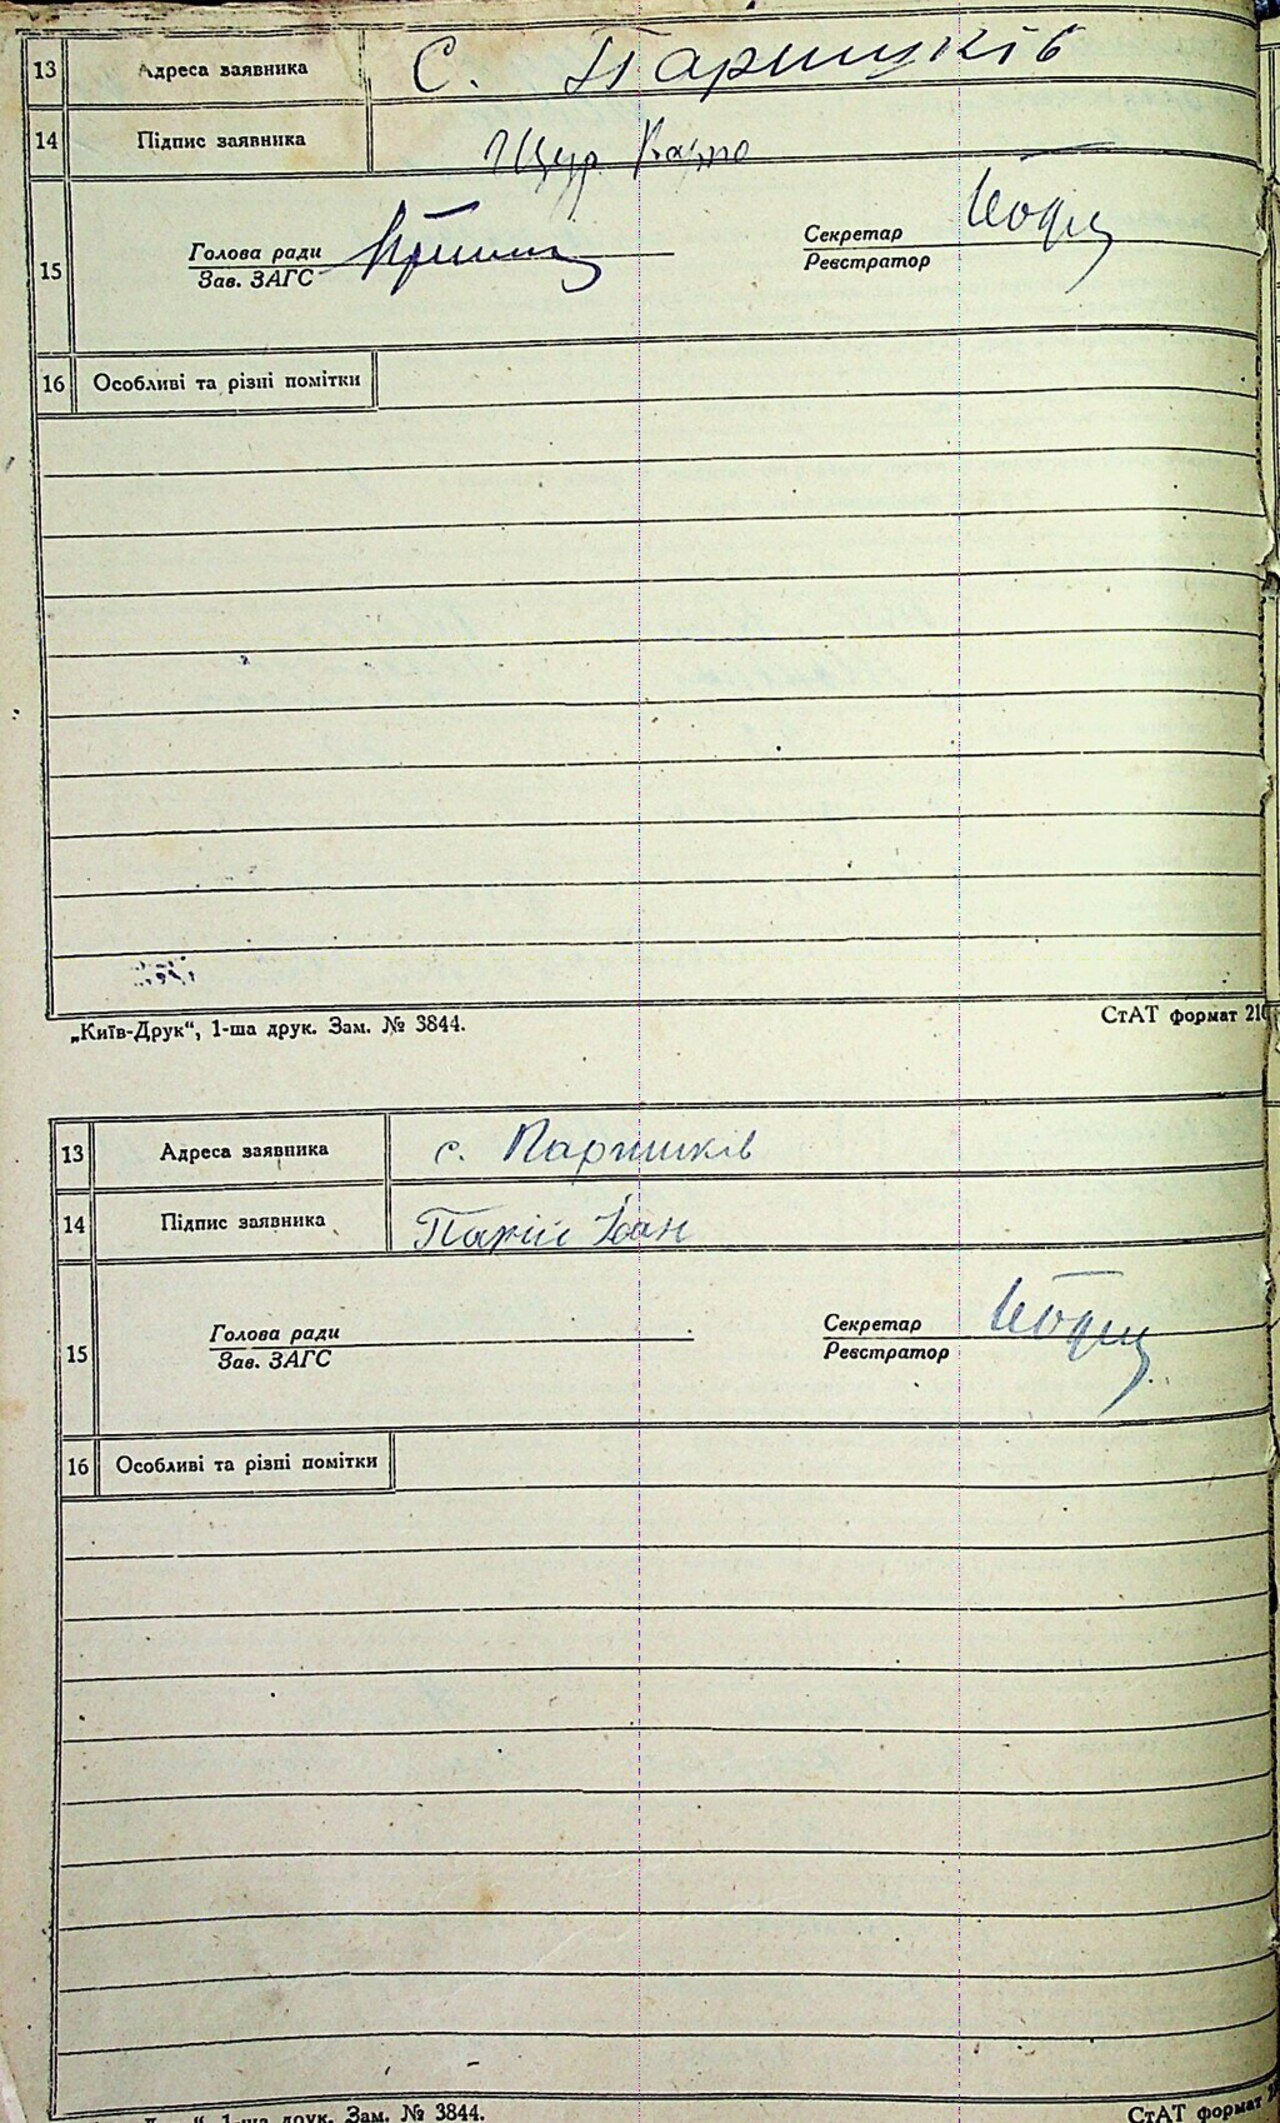 13 Адреса заявника С. Паришків
14 Підпис заявника Щур
15 Голова ради
Зав. ЗАГС
Секретар
Реєстратор
16 Особливі та різні помітки
„Київ-Друк“, 1-ша друк. Зам. № 3844.
СтАТ формат 210
13 Адреса заявника с. Паришків
14 Підпис заявника Палій Іван
15 Голова ради
Зав. ЗАГС
Секретар
Реєстратор
16 Особливі та різні помітки
1-ша друк. Зам. № 3844.
СтАТ формат